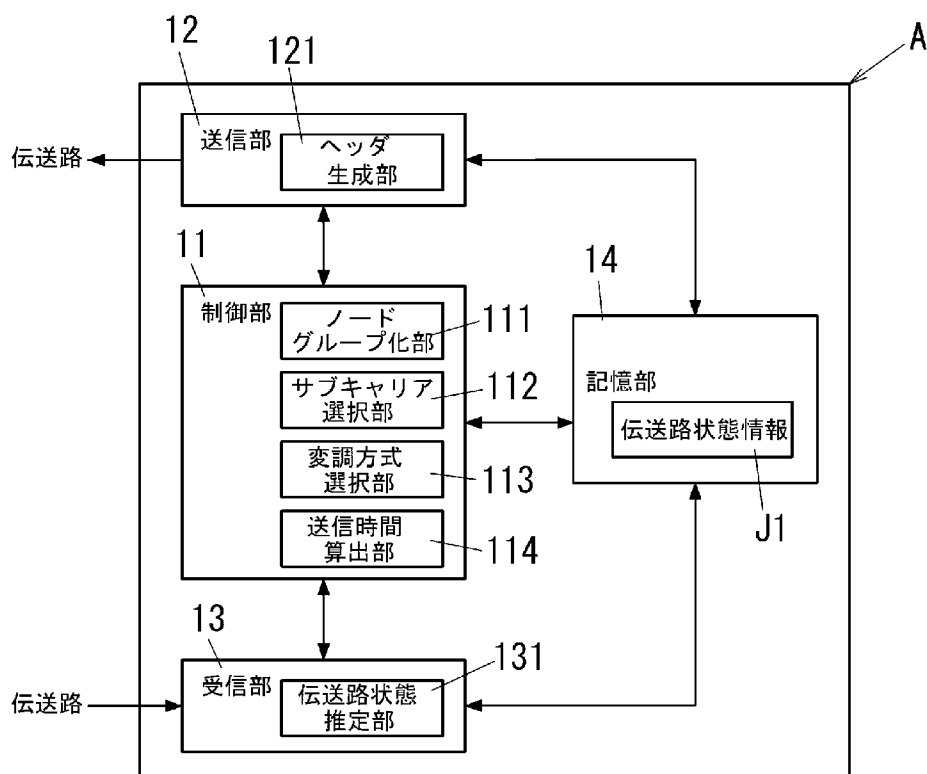 A
12
121
伝送路
送信部
ヘッダ
生成部
11
制御部
ノード
グループ化部
111
サブキャリア
選択部
112
変調方式
選択部
113
送信時間
算出部
114
14
記憶部
伝送路状態情報
J1
13
伝送路
受信部
伝送路状態
推定部
131